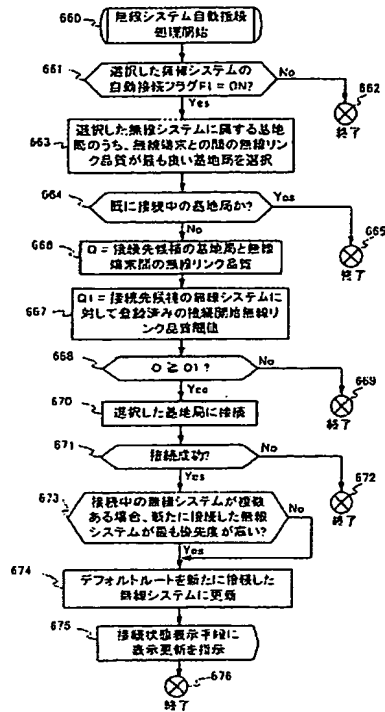 660
無線システム自動接続
処理開始
661
選択した無線システムの
自動接続フラグF1=ON?
No
662
終了
Yes
663
選択した無線システムに属する基地
局のうち、無線端末との間の無線リ
ンク品質が最も良い基地局を選択
664
既に接続中の基地局か?
Yes
665
終了
No
666
Q=接続先候補の基地局と無線
端末間の無線リンク品質
667
Q1=接続先候補の無線システムに
対して登録済みの接続開始無線リ
ンク品質閾値
668
Q≧Q1?
No
669
終了
Yes
670
選択した基地局に接続
671
接続成功?
No
672
終了
Yes
673
接続中の無線システムが複数
ある場合、新たに接続した無線
システムが最も優先度が高い?
No
Yes
674
デフォルトルートを新たに接続した
無線システムに更新
675
接続状態表示手段に
表示更新を指示
676
終了